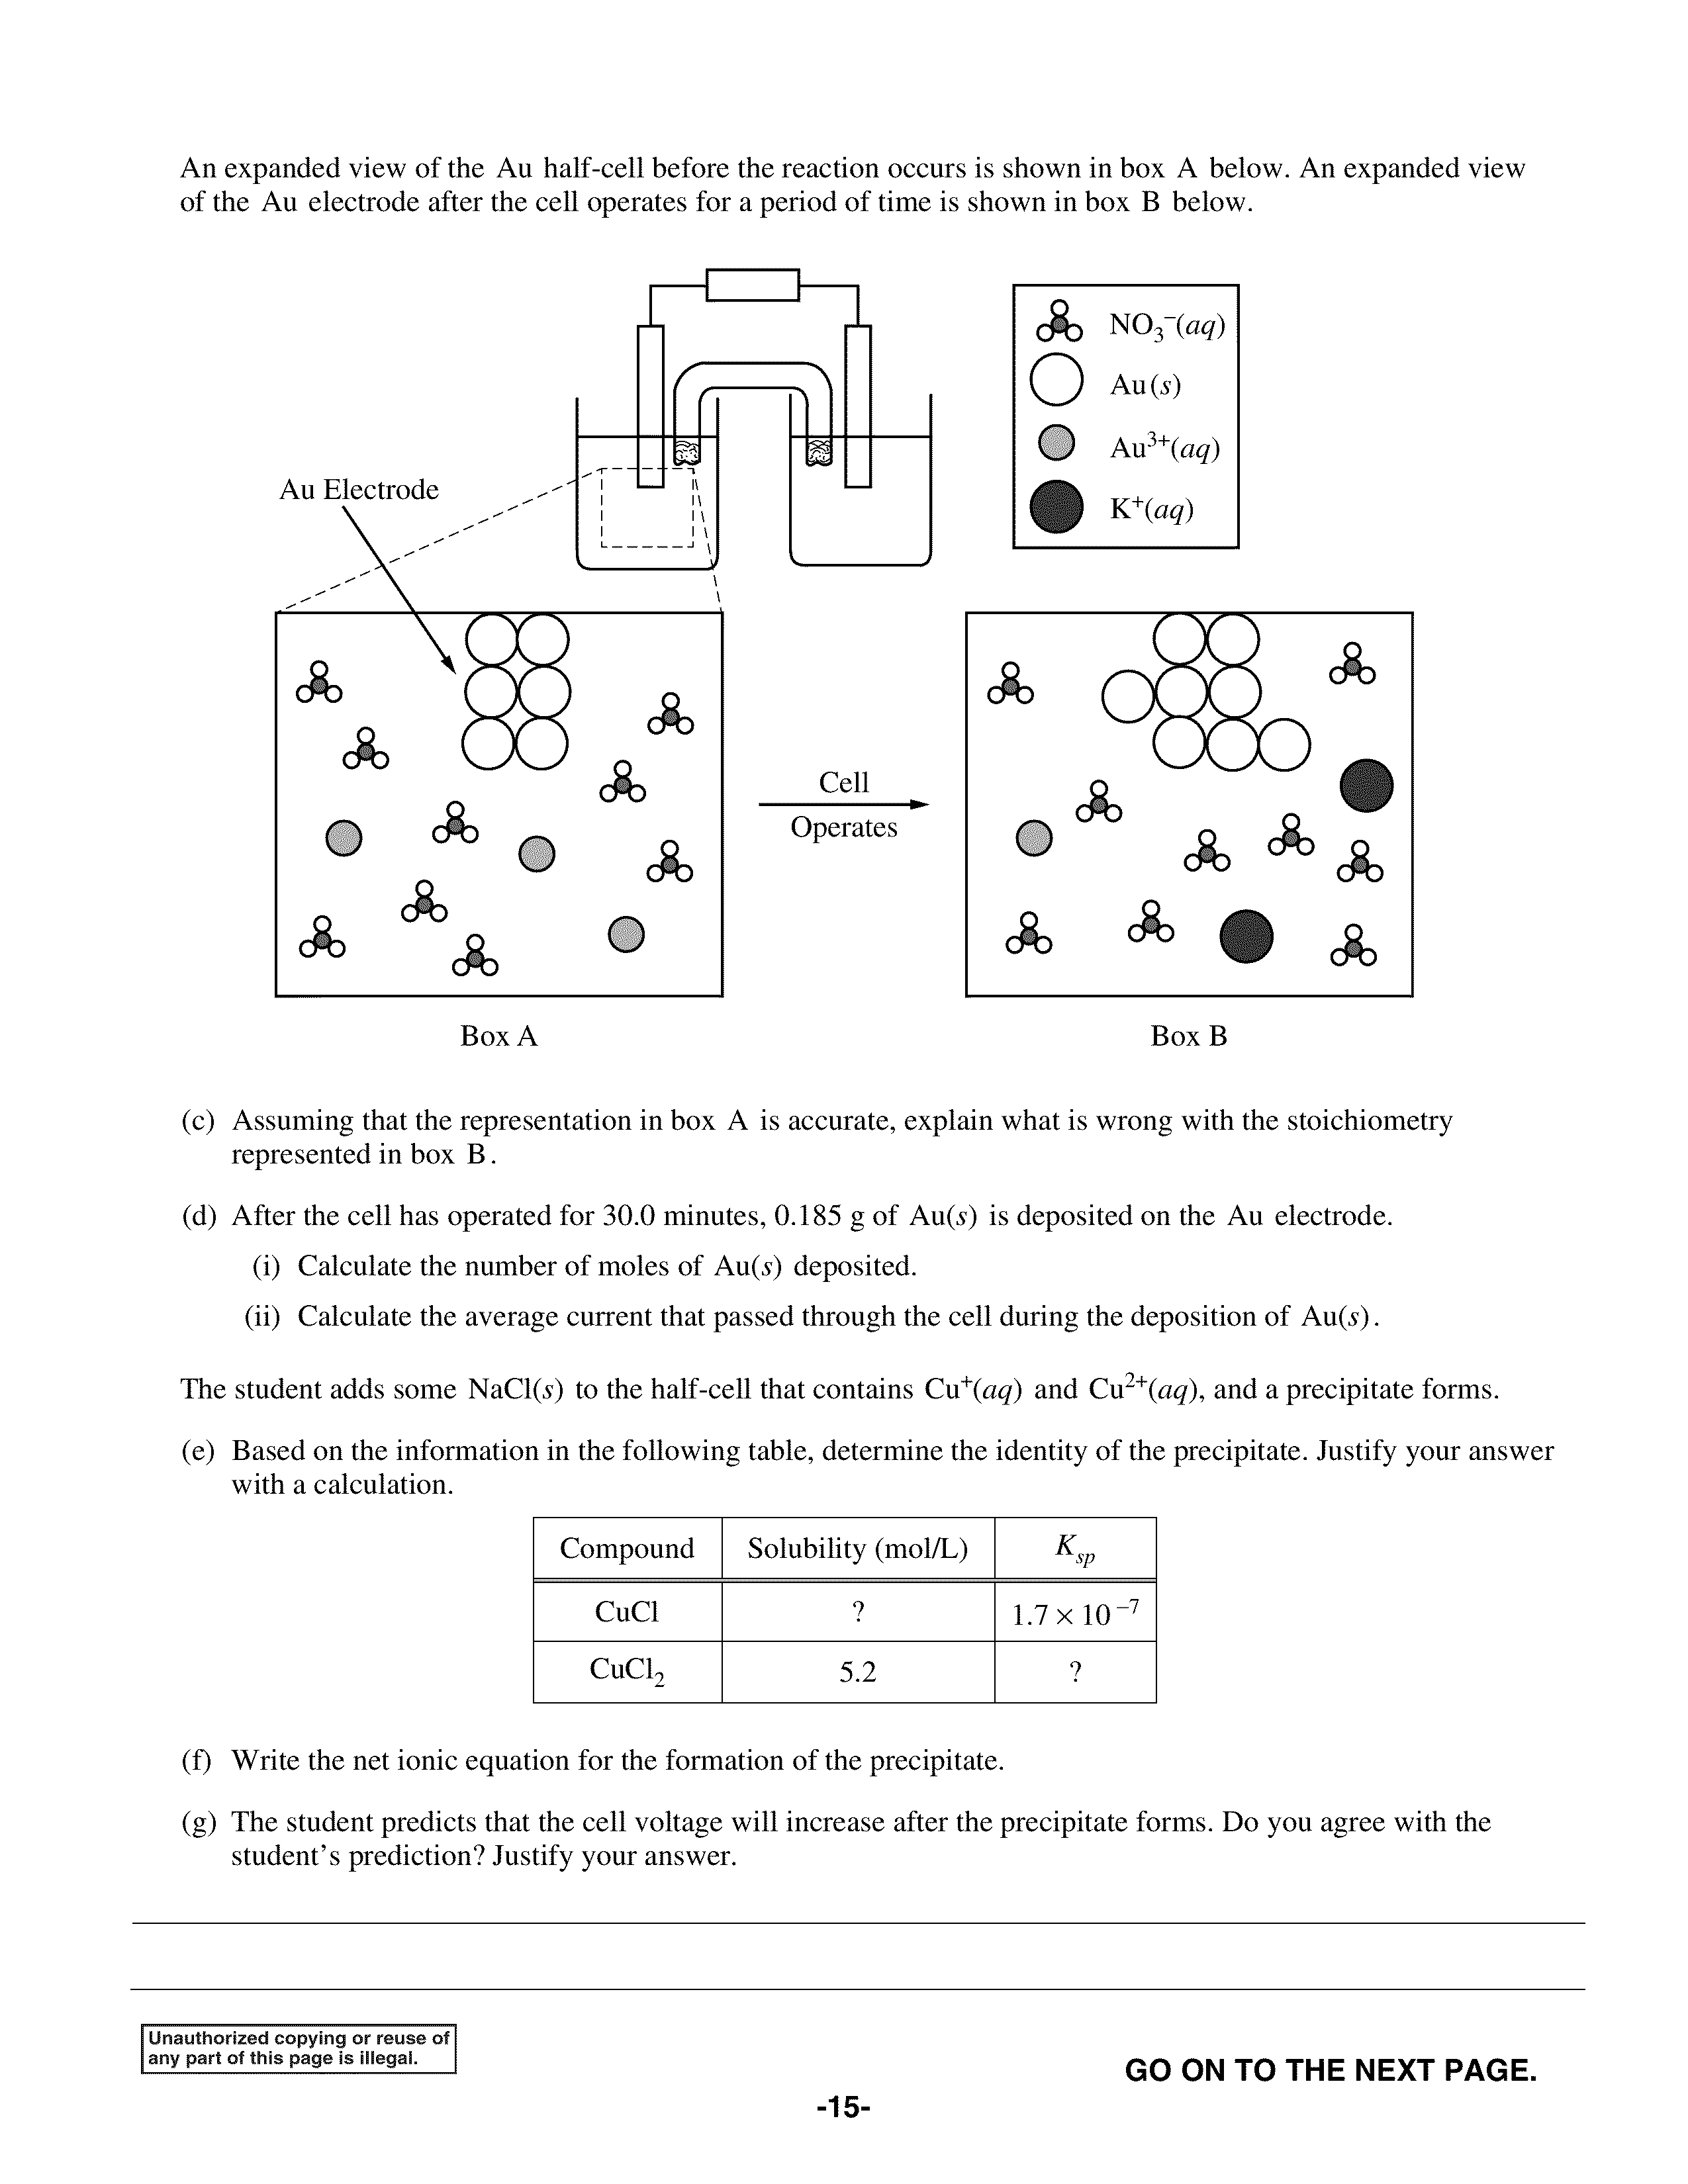 An expanded view of the Au half-cell before the reaction occurs is shown in box A below. An expanded view
of the Au electrode after the cell operates for a period of time is shown in box B below.
NO₃⁻(aq)
Au(s)
Au³⁺(aq)
K⁺(aq)
Au Electrode
Cell
Operates
Box A
Box B
(c) Assuming that the representation in box A is accurate, explain what is wrong with the stoichiometry
represented in box B.
(d) After the cell has operated for 30.0 minutes, 0.185 g of Au(s) is deposited on the Au electrode.
(i) Calculate the number of moles of Au(s) deposited.
(ii) Calculate the average current that passed through the cell during the deposition of Au(s).
The student adds some NaCl(s) to the half-cell that contains Cu⁺(aq) and Cu²⁺(aq), and a precipitate forms.
(e) Based on the information in the following table, determine the identity of the precipitate. Justify your answer
with a calculation.
Compound Solubility (mol/L) Kₛₚ
CuCl ? 1.7 × 10⁻⁷
CuCl₂ 5.2 ?
(f) Write the net ionic equation for the formation of the precipitate.
(g) The student predicts that the cell voltage will increase after the precipitate forms. Do you agree with the
student's prediction? Justify your answer.
Unauthorized copying or reuse of
any part of this page is illegal.
GO ON TO THE NEXT PAGE.
-15-